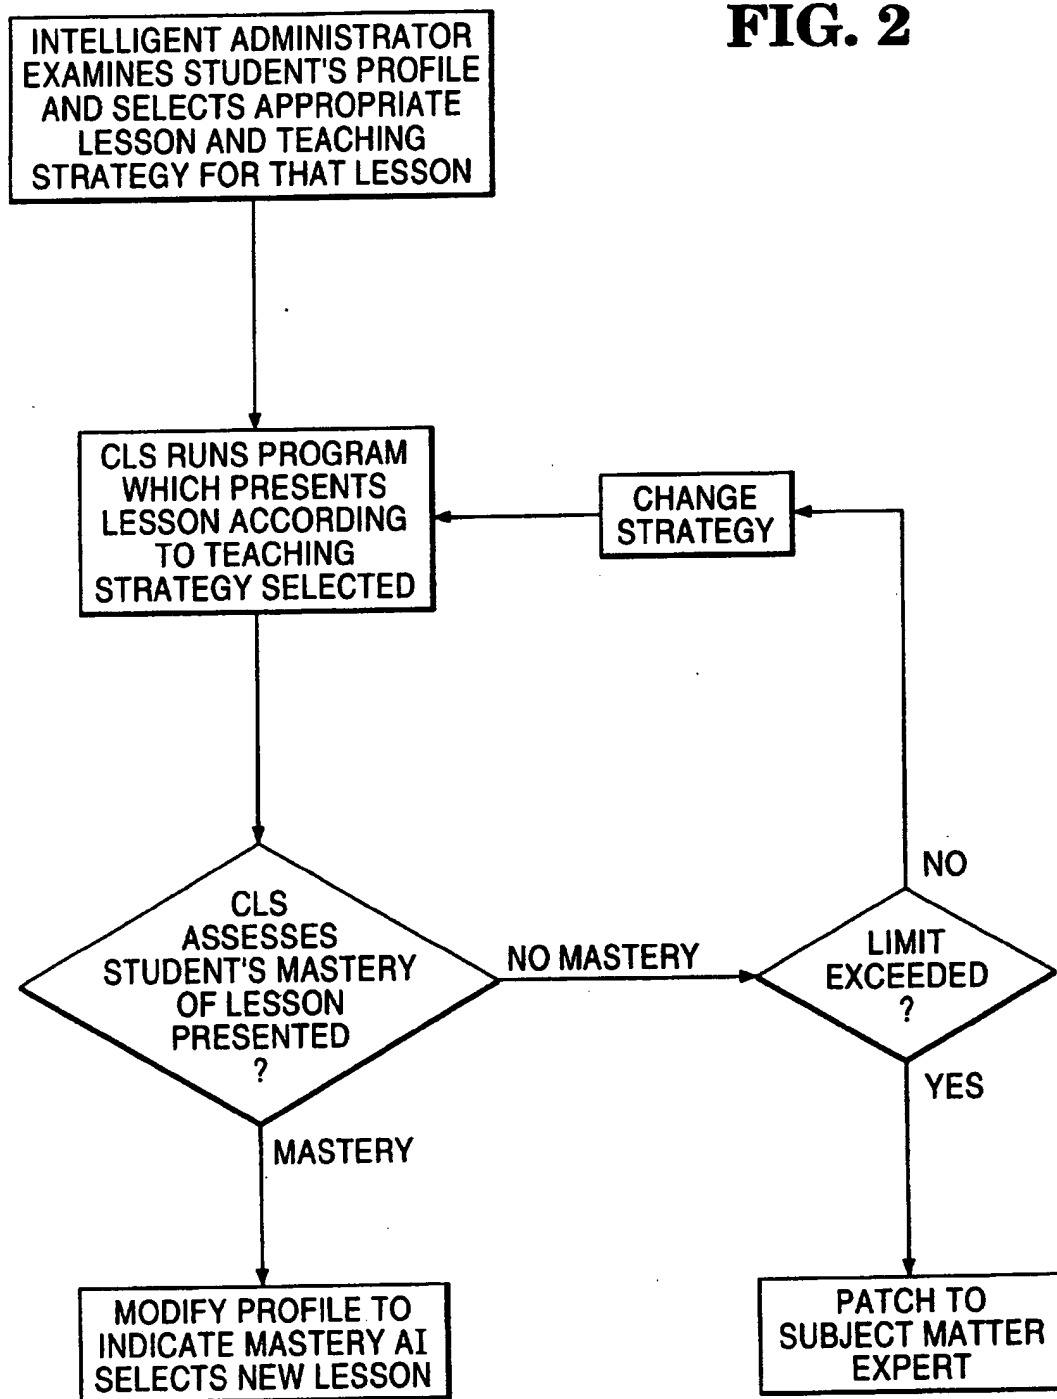 FIG. 2
INTELLIGENT ADMINISTRATOR
EXAMINES STUDENT'S PROFILE
AND SELECTS APPROPRIATE
LESSON AND TEACHING
STRATEGY FOR THAT LESSON
CLS RUNS PROGRAM
WHICH PRESENTS
LESSON ACCORDING
TO TEACHING
STRATEGY SELECTED
CHANGE
STRATEGY
CLS
ASSESSES
STUDENT'S MASTERY
OF LESSON
PRESENTED
?
NO MASTERY
LIMIT
EXCEEDED
?
NO
YES
MASTERY
MODIFY PROFILE TO
INDICATE MASTERY AI
SELECTS NEW LESSON
PATCH TO
SUBJECT MATTER
EXPERT